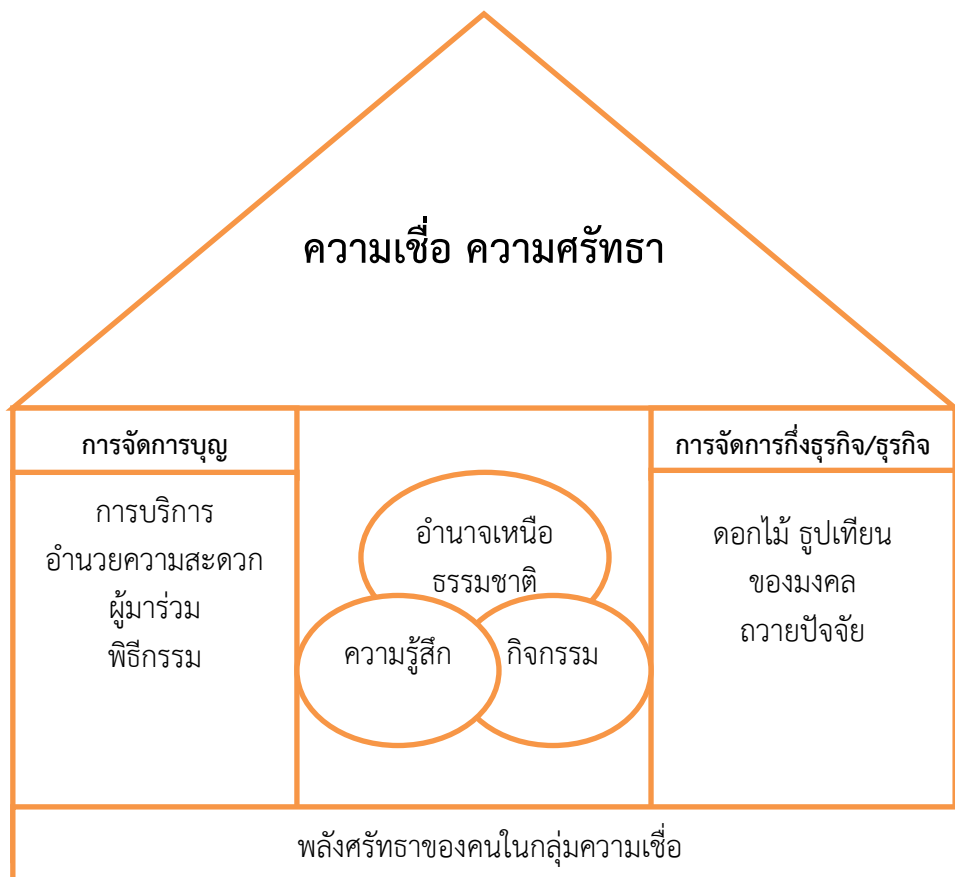 ความเชื่อ ความศรัทธา
การจัดการบุญ
การบริการ
อำนวยความสะดวก
ผู้มาร่วม
พิธีกรรม
อำนาจเหนือ
ธรรมชาติ
ความรู้สึก
กิจกรรม
การจัดการกึ่งธุรกิจ/ธุรกิจ
ดอกไม้ ธูปเทียน
ของมงคล
ถวายปัจจัย
พลังศรัทธาของคนในกลุ่มความเชื่อ